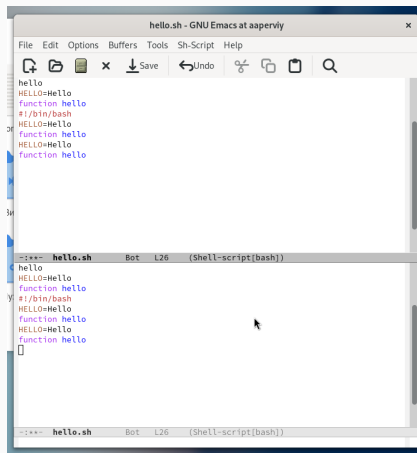 hello.sh - GNU Emacs at aaperviy
File Edit Options Buffers Tools Sh-Script Help
Save Undo
hello
HELLO=Hello
function hello
#!/bin/bash
HELLO=Hello
function hello
HELLO=Hello
function hello
-:**- hello.sh Bot L26 (Shell-script[bash])
hello
HELLO=Hello
function hello
#!/bin/bash
HELLO=Hello
function hello
HELLO=Hello
function hello
-:**- hello.sh Bot L26 (Shell-script[bash])